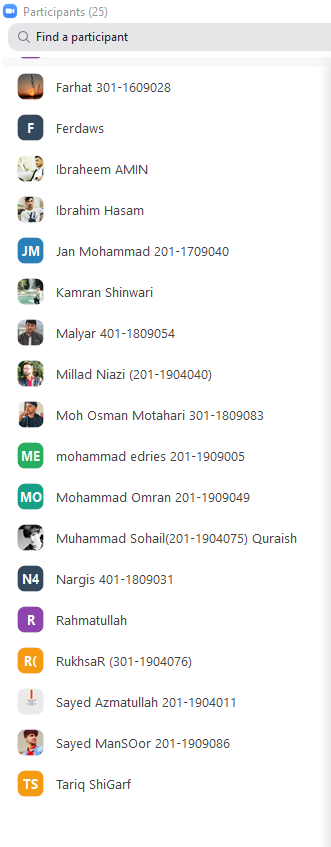 Participants (25)
Find a participant
Farhat 301-1609028
F
Ferdaws
Ibraheem AMIN
Ibrahim Hasam
JM
Jan Mohammad 201-1709040
Kamran Shinwari
Malyar 401-1809054
Millad Niazi (201-1904040)
Moh Osman Motahari 301-1809083
ME
mohammad edries 201-1909005
MO
Mohammad Omran 201-1909049
Muhammad Sohail(201-1904075) Quraish
N4
Nargis 401-1809031
R
Rahmatullah
R(
RukhsaR (301-1904076)
Sayed Azmatullah 201-1904011
Sayed ManSOor 201-1909086
TS
Tariq ShiGarf